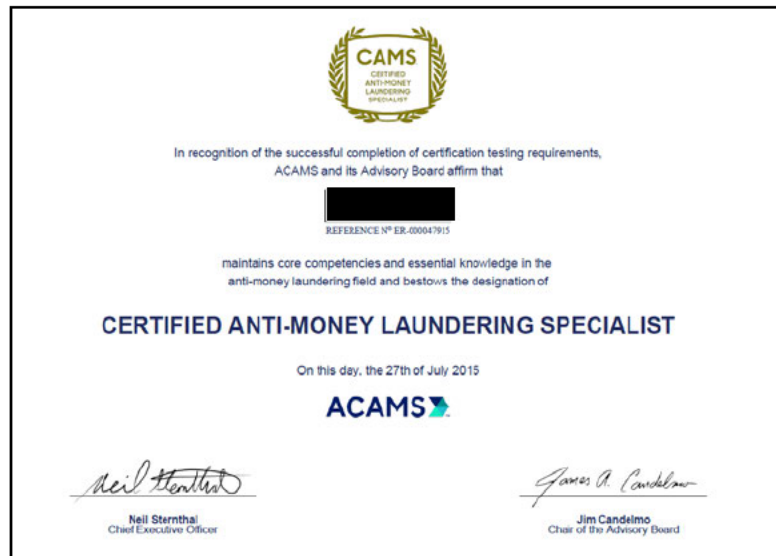 CAMS
CERTIFIED
ANTI-MONEY
LAUNDERING
SPECIALIST
In recognition of the successful completion of certification testing requirements,
ACAMS and its Advisory Board affirm that
REFERENCE Nº ER-000047915
maintains core competencies and essential knowledge in the
anti-money laundering field and bestows the designation of
CERTIFIED ANTI-MONEY LAUNDERING SPECIALIST
On this day, the 27th of July 2015
ACAMS
Neil Sternthal
James A. Candelmo
Neil Sternthal
Chief Executive Officer
Jim Candelmo
Chair of the Advisory Board